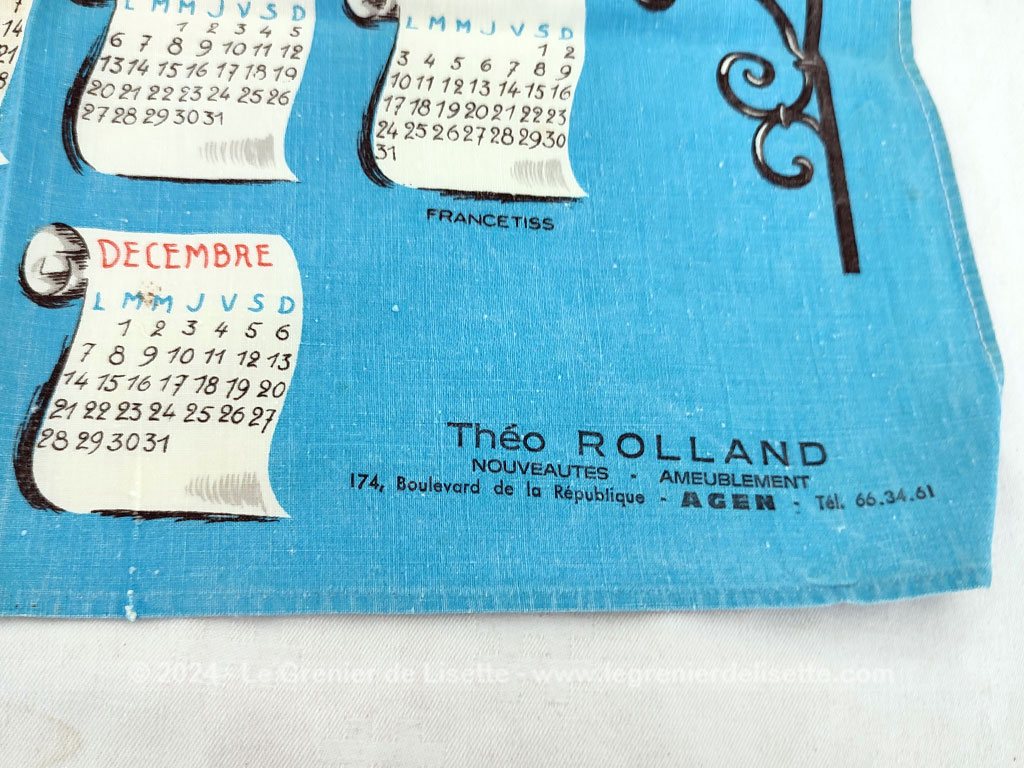 7
14
21
8
L M M J V S D
1 2 3 4 5
6 7 8 9 10 11 12
13 14 15 16 17 18 19
20 21 22 23 24 25 26
27 28 29 30 31
L M M J V S D
1 2
3 4 5 6 7 8 9
10 11 12 13 14 15 16
17 18 19 20 21 22 23
24 25 26 27 28 29 30
31
FRANCETISS
DECEMBRE
L M M J V S D
1 2 3 4 5 6
7 8 9 10 11 12 13
14 15 16 17 18 19 20
21 22 23 24 25 26 27
28 29 30 31
Théo ROLLAND
NOUVEAUTES - AMEUBLEMENT
174, Boulevard de la République - AGEN - Tél. 66.34.61
© 2024 - Le Grenier de Lisette - www.legrenierdelisette.com